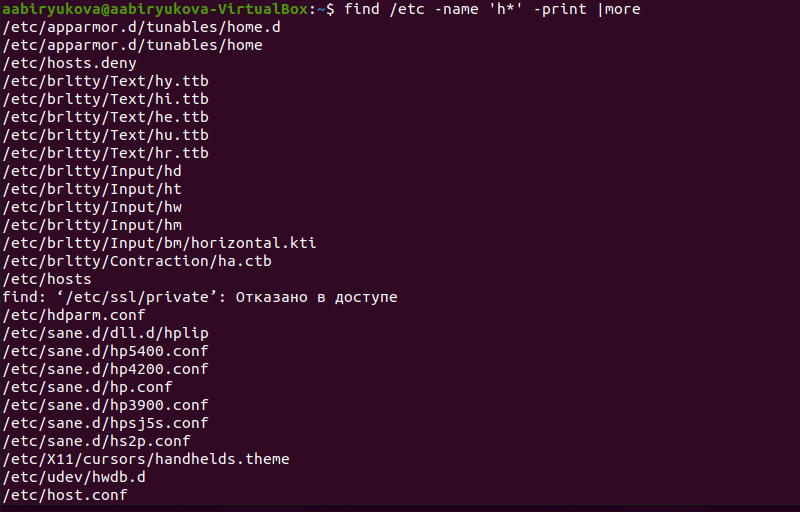 aabiryukova@aabiryukova-VirtualBox:~$ find /etc -name 'h*' -print |more
/etc/apparmor.d/tunables/home.d
/etc/apparmor.d/tunables/home
/etc/hosts.deny
/etc/brltty/Text/hy.ttb
/etc/brltty/Text/hi.ttb
/etc/brltty/Text/he.ttb
/etc/brltty/Text/hu.ttb
/etc/brltty/Text/hr.ttb
/etc/brltty/Input/hd
/etc/brltty/Input/ht
/etc/brltty/Input/hw
/etc/brltty/Input/hm
/etc/brltty/Input/bm/horizontal.kti
/etc/brltty/Contraction/ha.ctb
/etc/hosts
find: ‘/etc/ssl/private’: Отказано в доступе
/etc/hdparm.conf
/etc/sane.d/dll.d/hplip
/etc/sane.d/hp5400.conf
/etc/sane.d/hp4200.conf
/etc/sane.d/hp.conf
/etc/sane.d/hp3900.conf
/etc/sane.d/hpsj5s.conf
/etc/sane.d/hs2p.conf
/etc/X11/cursors/handhelds.theme
/etc/udev/hwdb.d
/etc/host.conf